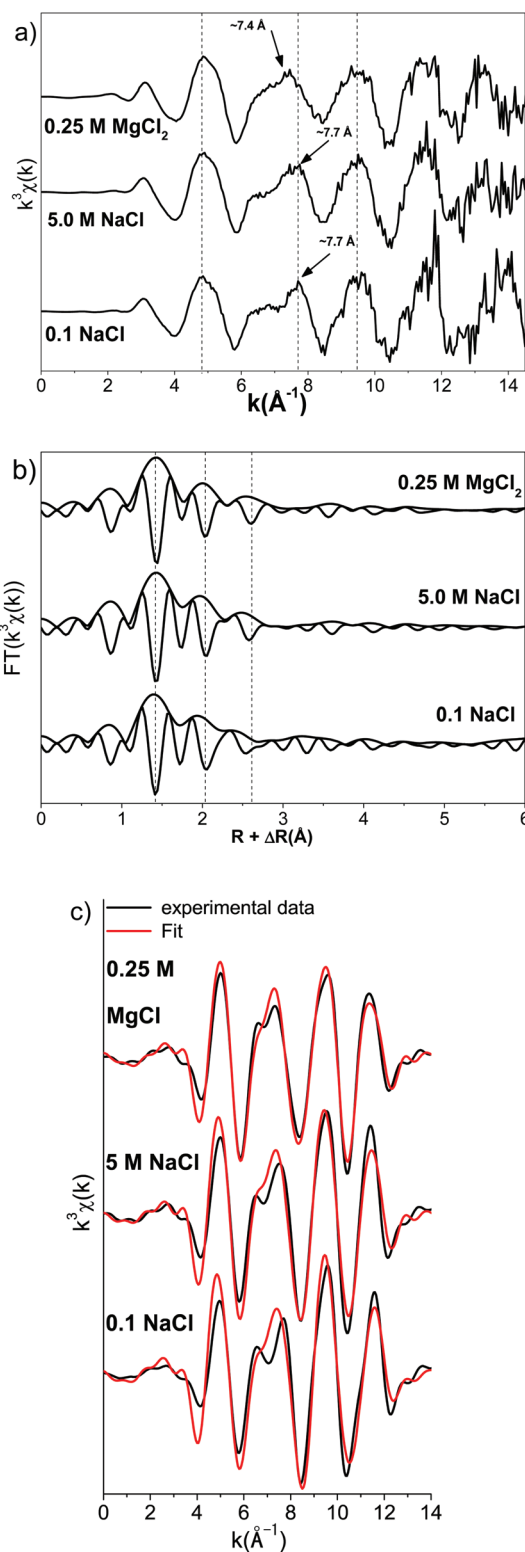 a)
~7.4 Å
0.25 M MgCl2
~7.7 Å
5.0 M NaCl
~7.7 Å
0.1 NaCl
k³χ(k)
0 2 4 6 8 10 12 14
k(Å⁻¹)
b)
0.25 M MgCl2
5.0 M NaCl
0.1 NaCl
FT(k³χ(k))
0 1 2 3 4 5 6
R + ΔR(Å)
c)
experimental data
Fit
0.25 M
MgCl
5 M NaCl
0.1 NaCl
k³χ(k)
0 2 4 6 8 10 12 14
k(Å⁻¹)